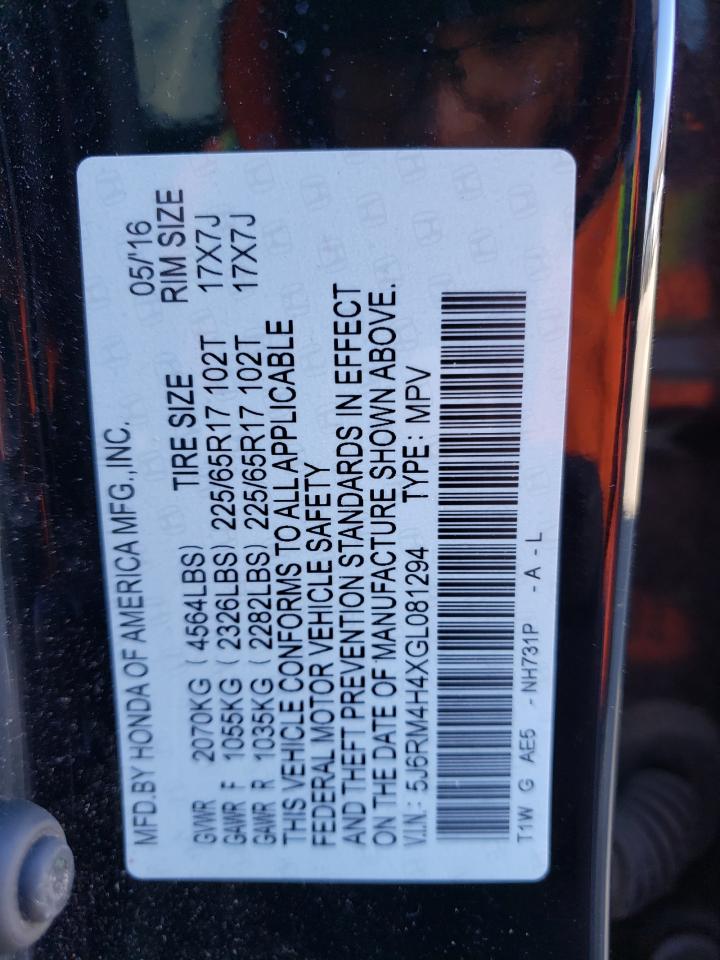 MFD.BY HONDA OF AMERICA MFG.,INC. 05/'16
TIRE SIZE RIM SIZE
GVWR 2070KG (4564LBS)
GAWR F 1055KG (2326LBS) 225/65R17 102T 17X7J
GAWR R 1035KG (2282LBS) 225/65R17 102T 17X7J
THIS VEHICLE CONFORMS TO ALL APPLICABLE
FEDERAL MOTOR VEHICLE SAFETY
AND THEFT PREVENTION STANDARDS IN EFFECT
ON THE DATE OF MANUFACTURE SHOWN ABOVE.
V.I.N.: 5J6RM4H4XGL081294 TYPE: MPV
T1W G AE5 - NH731P - A - L